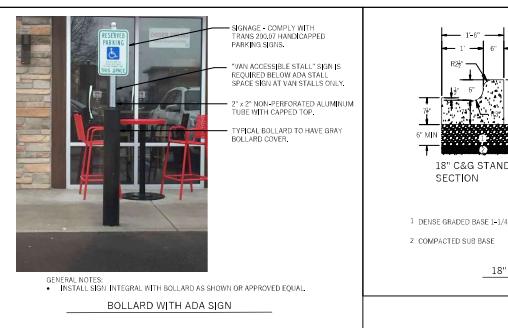 RESERVED
PARKING
THIS SPACE
SIGNAGE - COMPLY WITH
TRANS 200.07 HANDICAPPED
PARKING SIGNS.
"VAN ACCESSIBLE STALL" SIGN IS
REQUIRED BELOW ADA STALL
SPACE SIGN AT VAN STALLS ONLY.
2" x 2" NON-PERFORATED ALUMINUM
TUBE WITH CAPPED TOP.
TYPICAL BOLLARD TO HAVE GRAY
BOLLARD COVER.
GENERAL NOTES:
• INSTALL SIGN INTEGRAL WITH BOLLARD AS SHOWN OR APPROVED EQUAL.
BOLLARD WITH ADA SIGN
1'-6"
1' 6"
6"
6" MIN
18" C&G STAND
SECTION
1 DENSE GRADED BASE 1-1/4
2 COMPACTED SUB BASE
18"